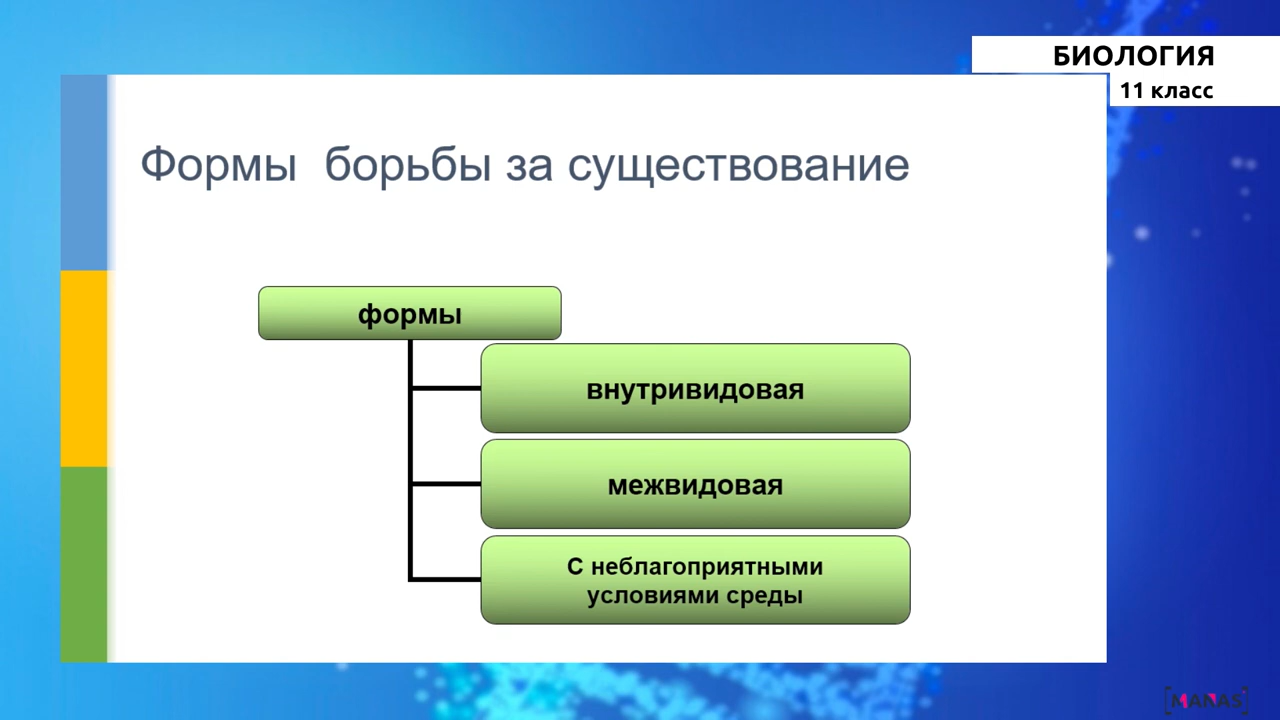 БИОЛОГИЯ
11 класс
Формы борьбы за существование
формы
внутривидовая
межвидовая
С неблагоприятными
условиями среды
MANAS